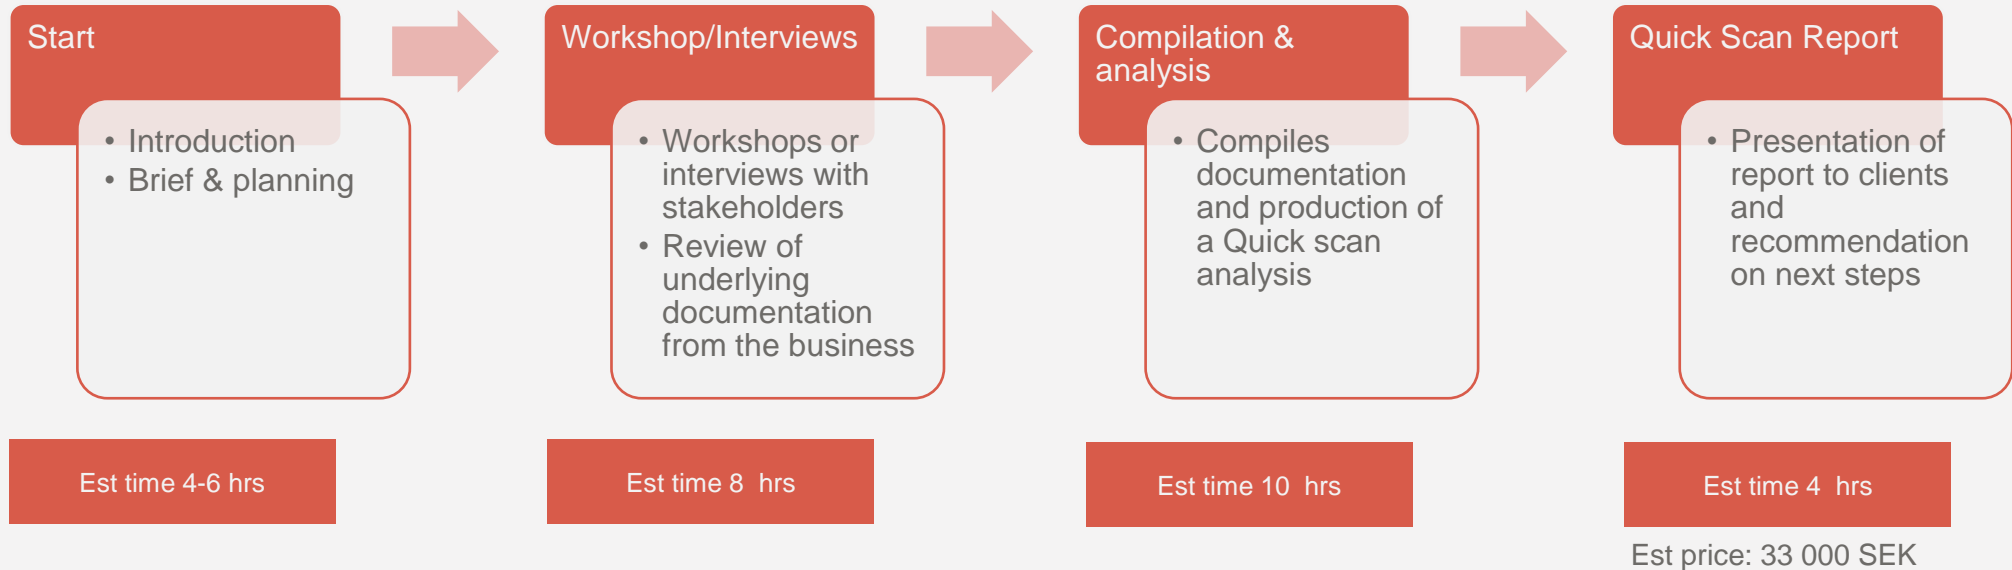 Start
• Introduction
• Brief & planning
Est time 4-6 hrs
Workshop/Interviews
• Workshops or
interviews with
stakeholders
• Review of
underlying
documentation
from the business
Est time 8 hrs
Compilation &
analysis
• Compiles
documentation
and production of
a Quick scan
analysis
Est time 10 hrs
Quick Scan Report
• Presentation of
report to clients
and
recommendation
on next steps
Est time 4 hrs
Est price: 33 000 SEK